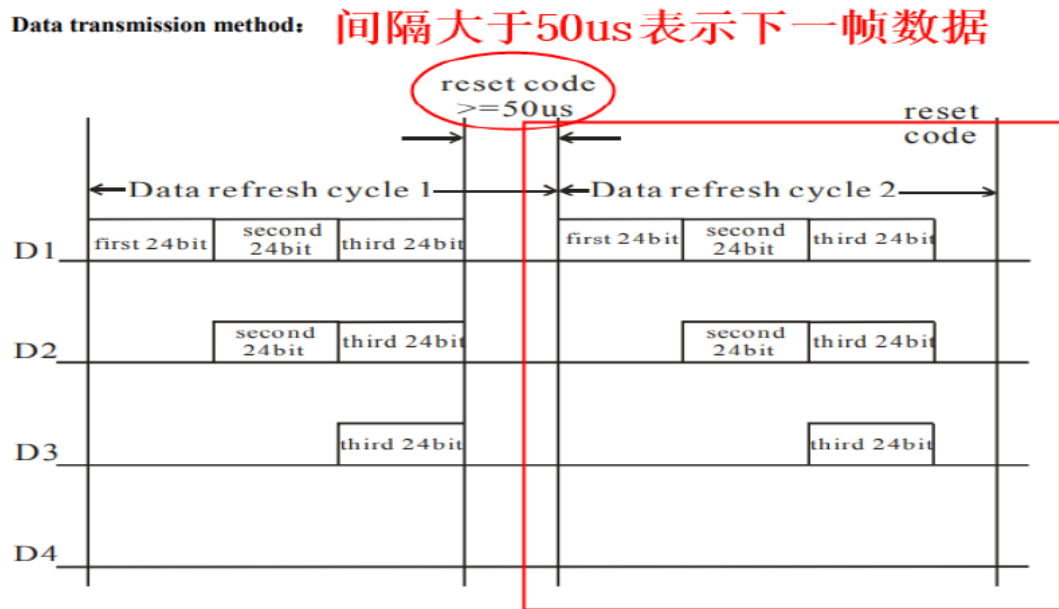 Data transmission method：
间隔大于50us表示下一帧数据
reset code
>=50us
reset
code
Data refresh cycle 1
Data refresh cycle 2
D1
first 24bit
second
24bit
third 24bit
first 24bit
second
24bit
third 24bit
D2
second
24bit
third 24bit
second
24bit
third 24bit
D3
third 24bit
third 24bit
D4